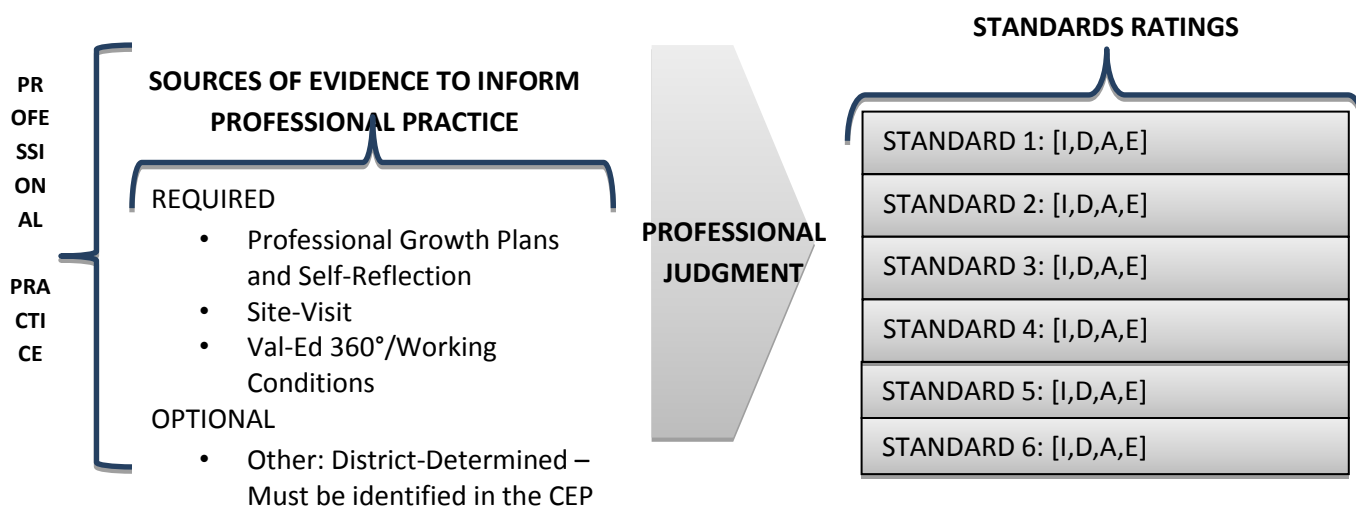 PR
OFE
SSI
ON
AL
PRA
CTI
CE
SOURCES OF EVIDENCE TO INFORM
PROFESSIONAL PRACTICE
REQUIRED
• Professional Growth Plans
and Self-Reflection
• Site-Visit
• Val-Ed 360°/Working
Conditions
OPTIONAL
• Other: District-Determined –
Must be identified in the CEP
PROFESSIONAL
JUDGMENT
STANDARDS RATINGS
STANDARD 1: [I,D,A,E]
STANDARD 2: [I,D,A,E]
STANDARD 3: [I,D,A,E]
STANDARD 4: [I,D,A,E]
STANDARD 5: [I,D,A,E]
STANDARD 6: [I,D,A,E]